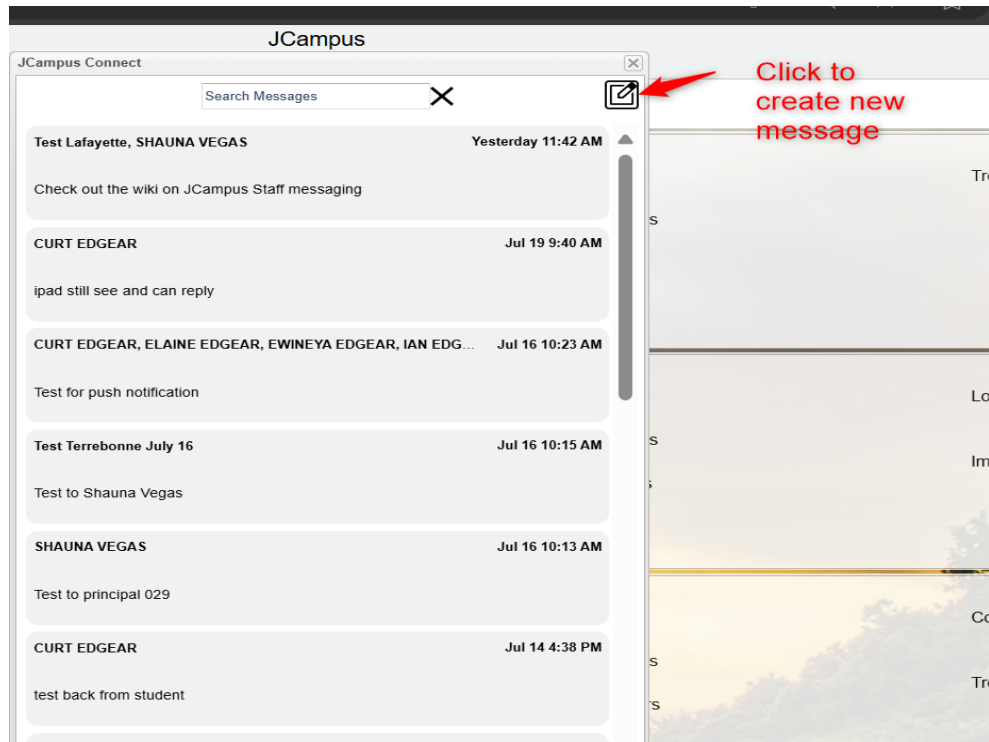 JCampus
JCampus Connect
Search Messages
Click to
create new
message
Test Lafayette, SHAUNA VEGAS Yesterday 11:42 AM
Check out the wiki on JCampus Staff messaging
CURT EDGEAR Jul 19 9:40 AM
ipad still see and can reply
CURT EDGEAR, ELAINE EDGEAR, EWINEYA EDGEAR, IAN EDG... Jul 16 10:23 AM
Test for push notification
Test Terrebonne July 16 Jul 16 10:15 AM
Test to Shauna Vegas
SHAUNA VEGAS Jul 16 10:13 AM
Test to principal 029
CURT EDGEAR Jul 14 4:38 PM
test back from student